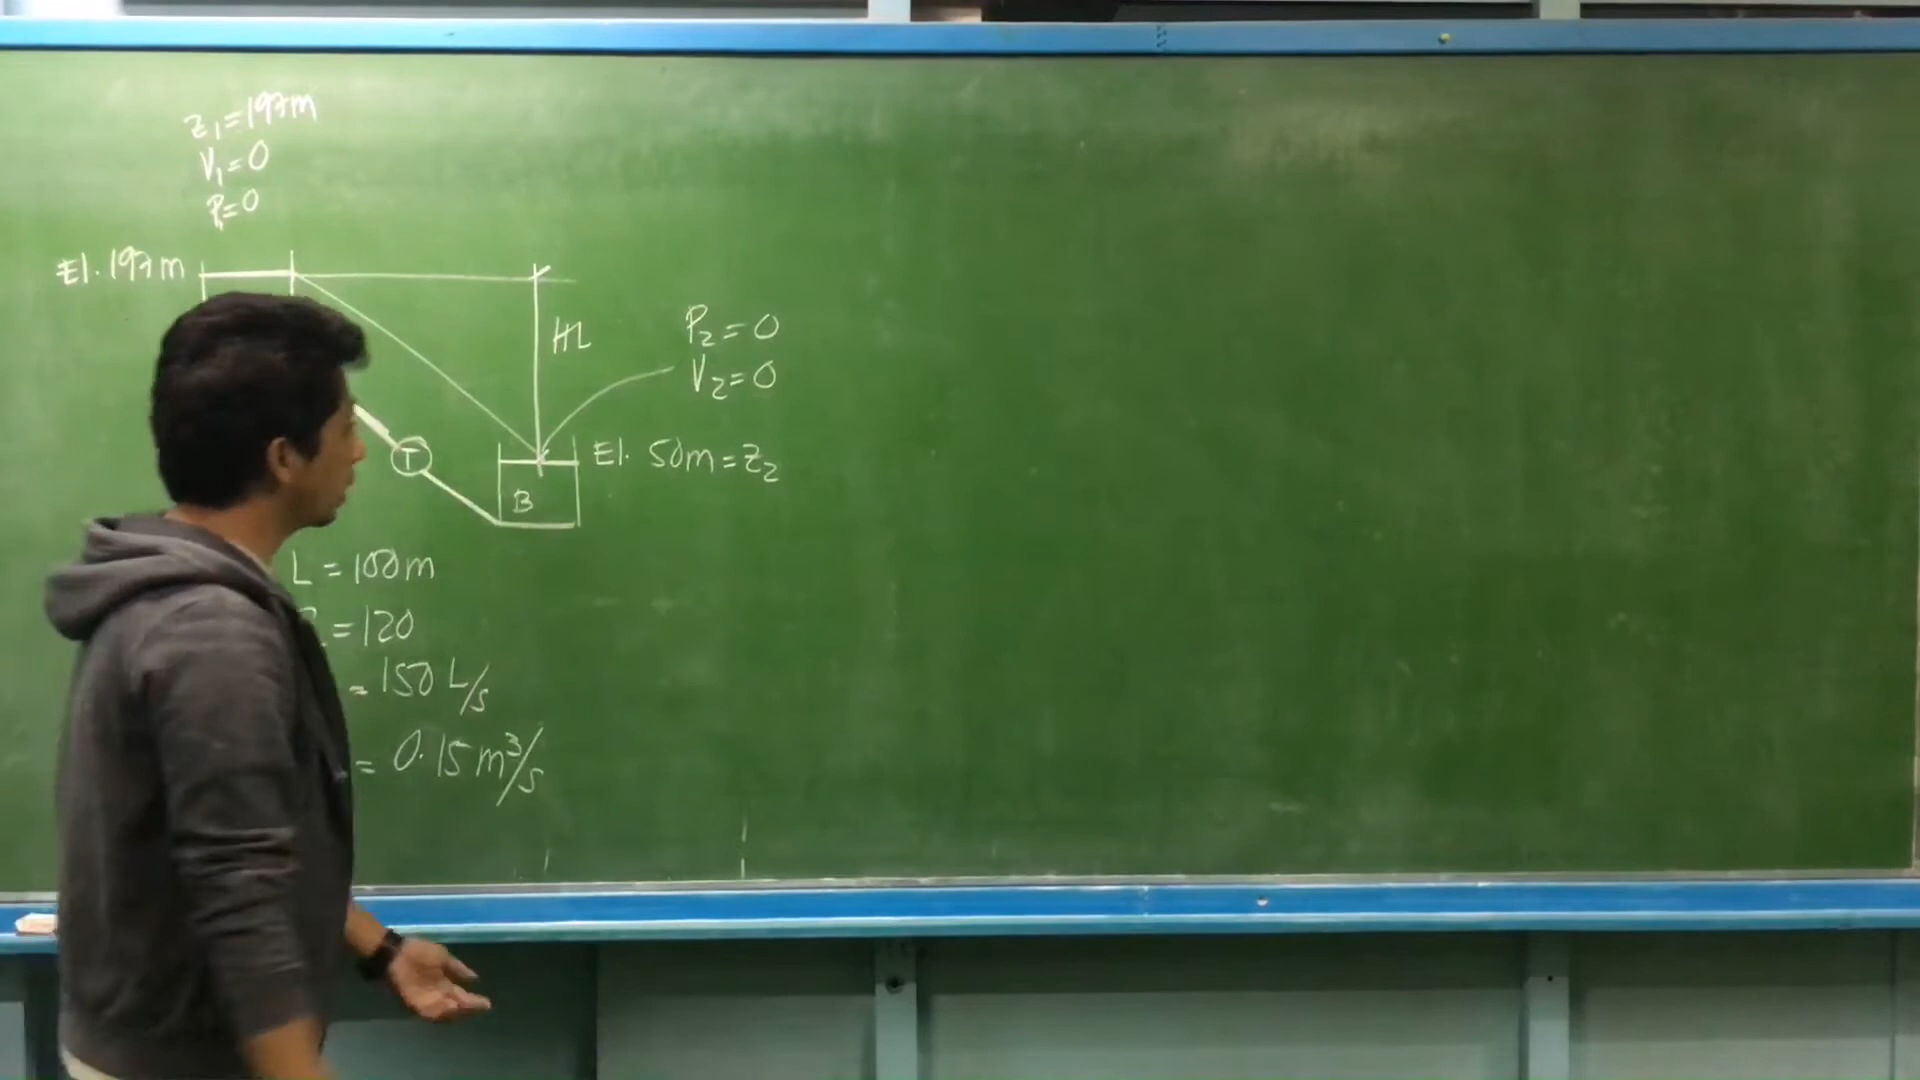 z₁=197m
V₁=0
P₁=0
El. 197m
HL
P₂=0
V₂=0
T
El. 50m=z₂
B
L=100m
=120
=150 L/s
=0.15 m³/s